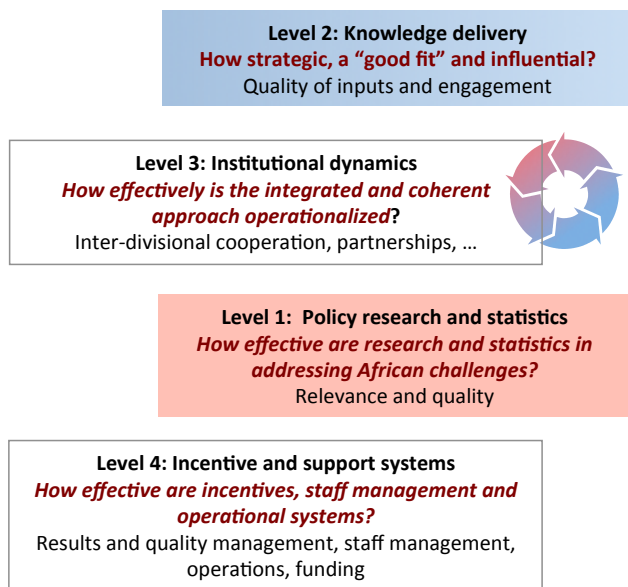 Level 2: Knowledge delivery
How strategic, a “good fit” and influential?
Quality of inputs and engagement
Level 3: Institutional dynamics
How effectively is the integrated and coherent
approach operationalized?
Inter-divisional cooperation, partnerships, …
Level 1:  Policy research and statistics
How effective are research and statistics in
addressing African challenges?
Relevance and quality
Level 4: Incentive and support systems
How effective are incentives, staff management and
operational systems?
Results and quality management, staff management,
operations, funding